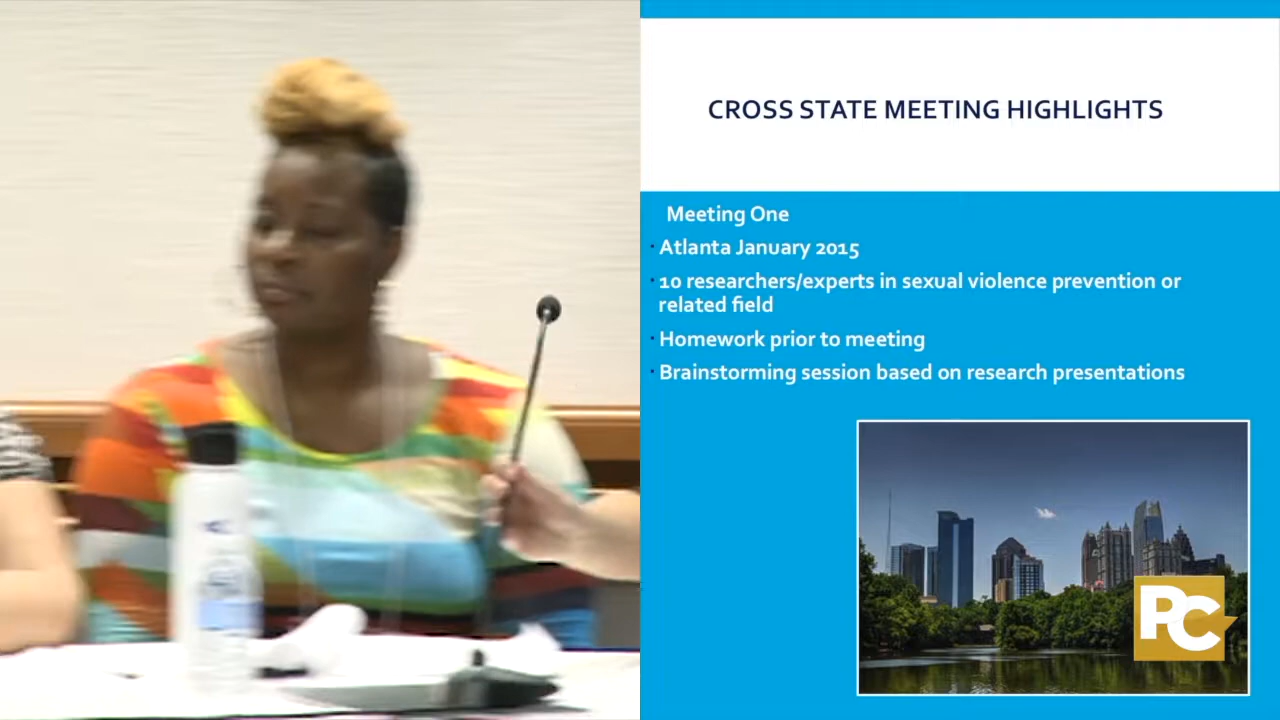 CROSS STATE MEETING HIGHLIGHTS
Meeting One
· Atlanta January 2015
· 10 researchers/experts in sexual violence prevention or
related field
· Homework prior to meeting
· Brainstorming session based on research presentations
PC